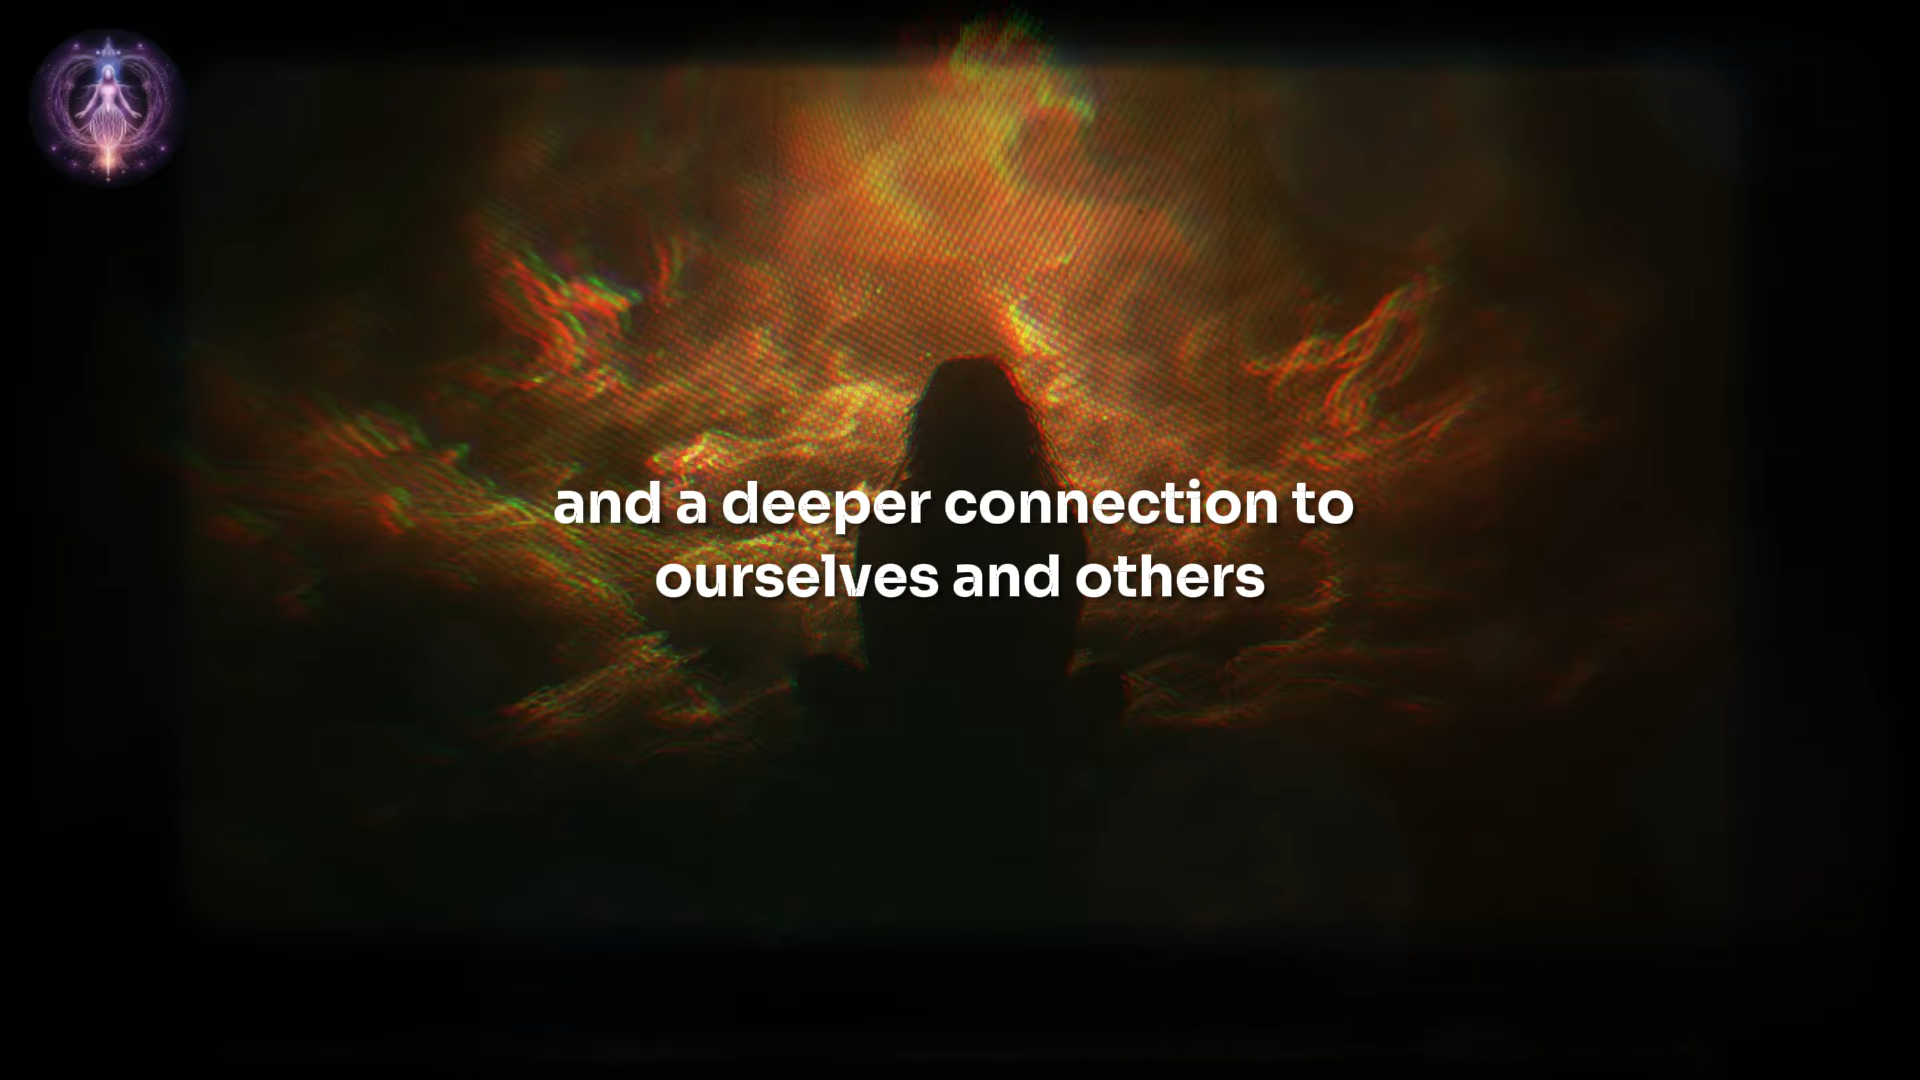 and a deeper connection to
ourselves and others